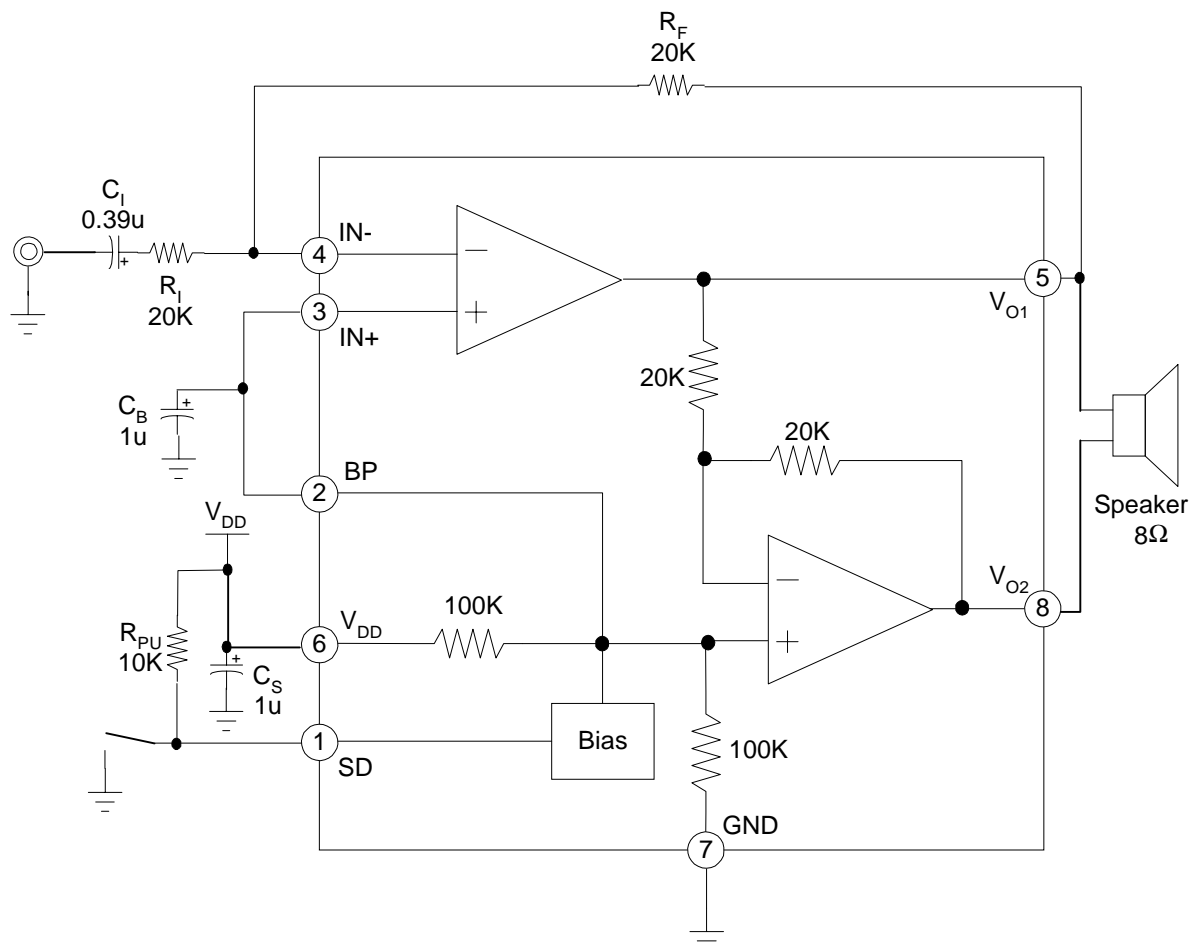 R_F
20K
C_I
0.39u
+
R_I
20K
4
IN-
3
IN+
−
+
5
V_O1
20K
20K
C_B
1u
+
2
BP
Speaker
8Ω
V_DD
R_PU
10K
6
V_DD
100K
−
+
V_O2
8
+
C_S
1u
1
SD
Bias
100K
GND
7